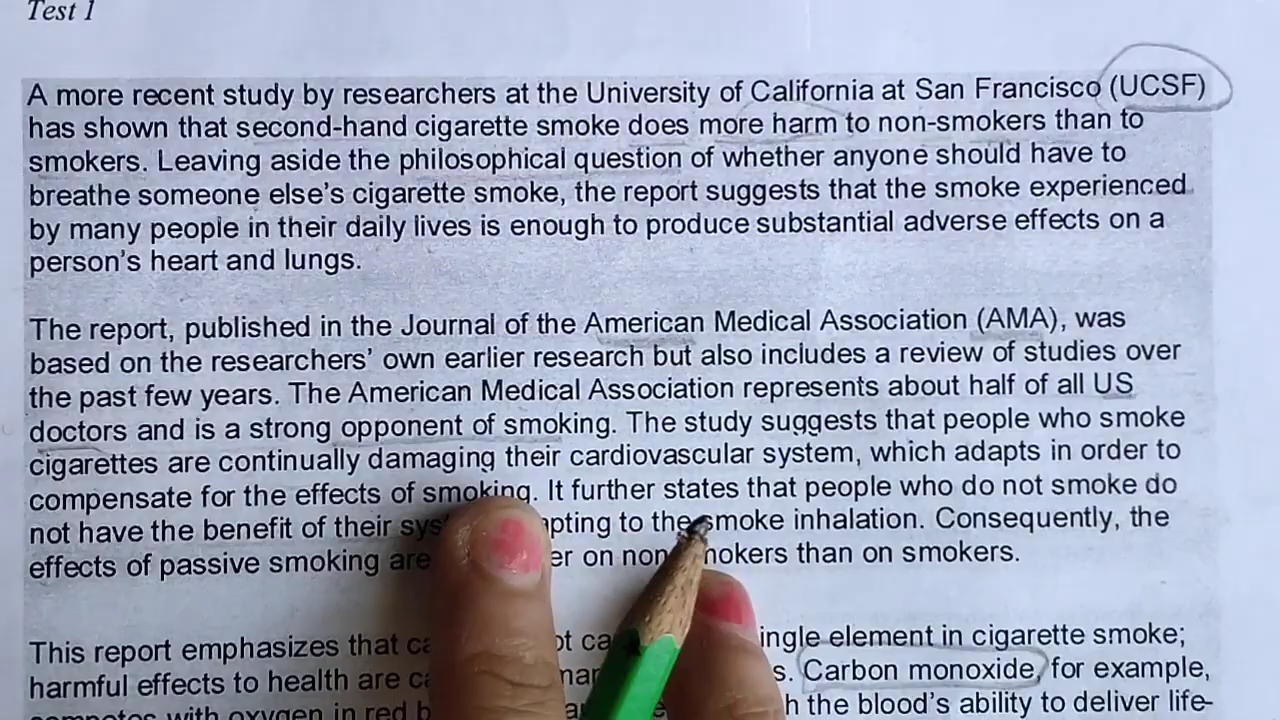 Test 1
A more recent study by researchers at the University of California at San Francisco (UCSF)
has shown that second-hand cigarette smoke does more harm to non-smokers than to
smokers. Leaving aside the philosophical question of whether anyone should have to
breathe someone else's cigarette smoke, the report suggests that the smoke experienced
by many people in their daily lives is enough to produce substantial adverse effects on a
person's heart and lungs.
The report, published in the Journal of the American Medical Association (AMA), was
based on the researchers' own earlier research but also includes a review of studies over
the past few years. The American Medical Association represents about half of all US
doctors and is a strong opponent of smoking. The study suggests that people who smoke
cigarettes are continually damaging their cardiovascular system, which adapts in order to
compensate for the effects of smoking. It further states that people who do not smoke do
not have the benefit of their to the smoke inhalation. Consequently, the
effects of passive smoking are on than on smokers.
This report emphasizes that element in cigarette smoke;
harmful effects to health are Carbon monoxide, for example,
with oxygen in red the blood's ability to deliver life-